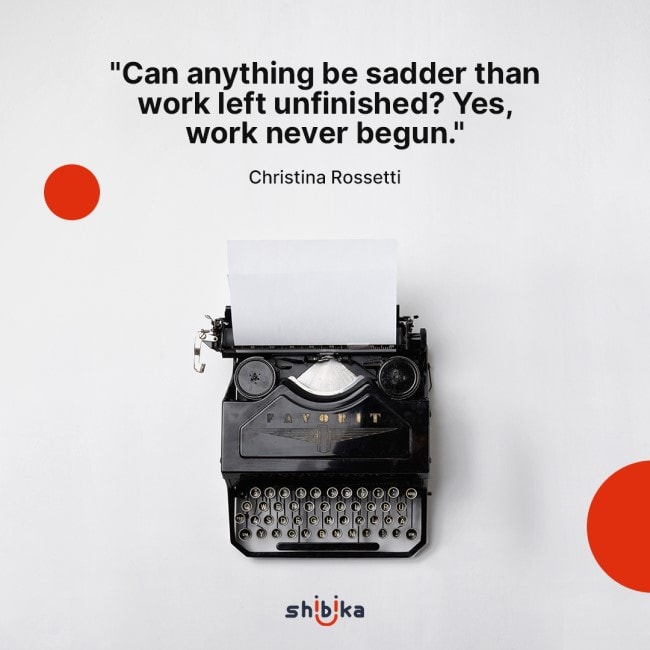 "Can anything be sadder than
work left unfinished? Yes,
work never begun."
Christina Rossetti
FAVORIT
shibika